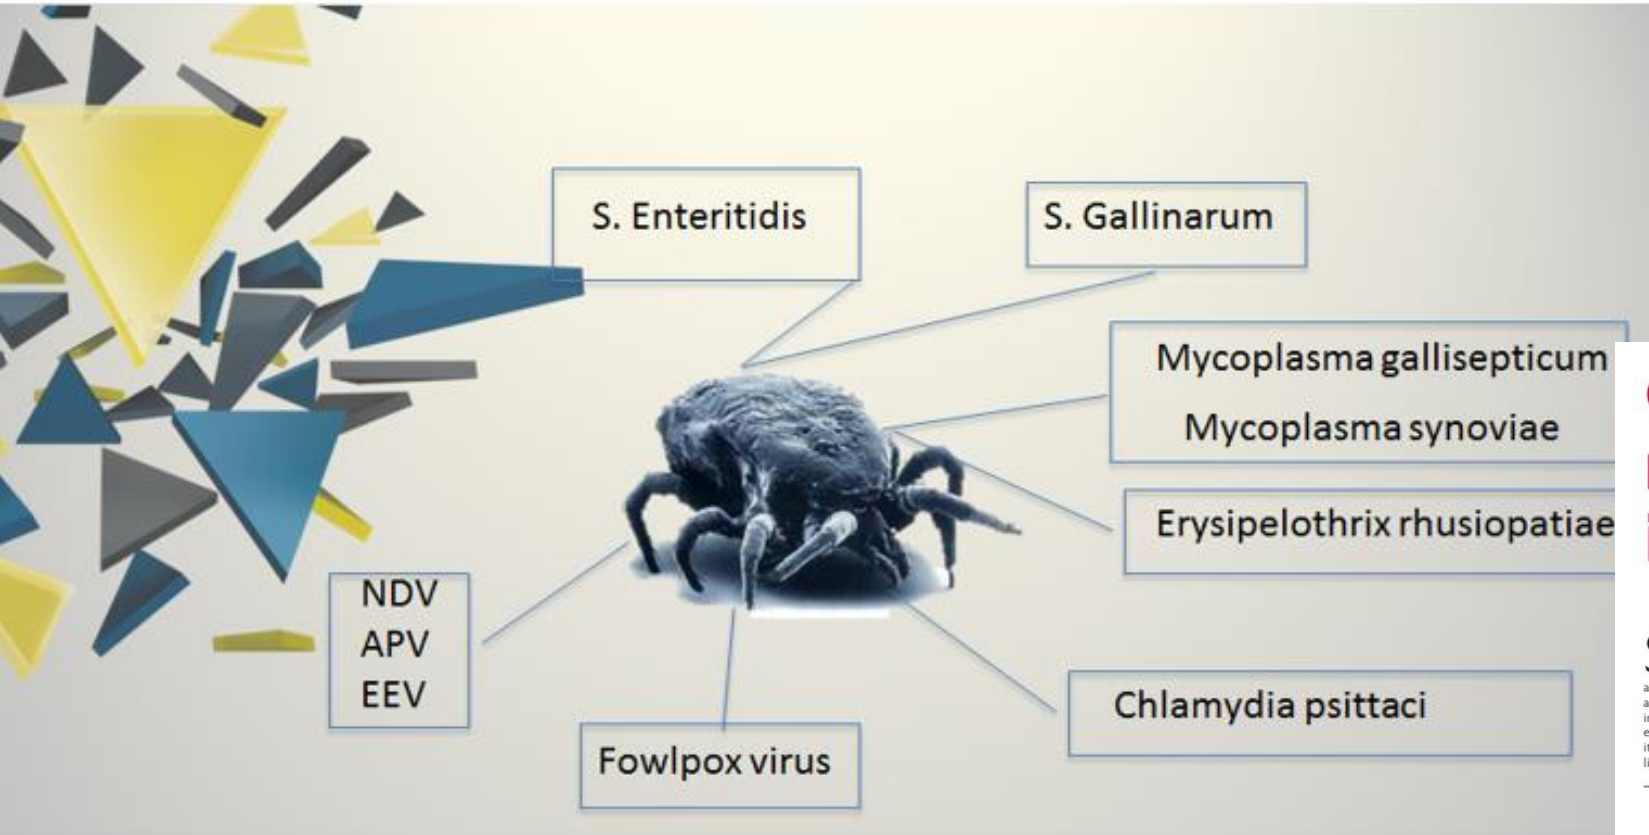 S. Enteritidis
S. Gallinarum
Mycoplasma gallisepticum
Mycoplasma synoviae
Erysipelothrix rhusiopatiae
NDV
APV
EEV
Chlamydia psittaci
Fowlpox virus